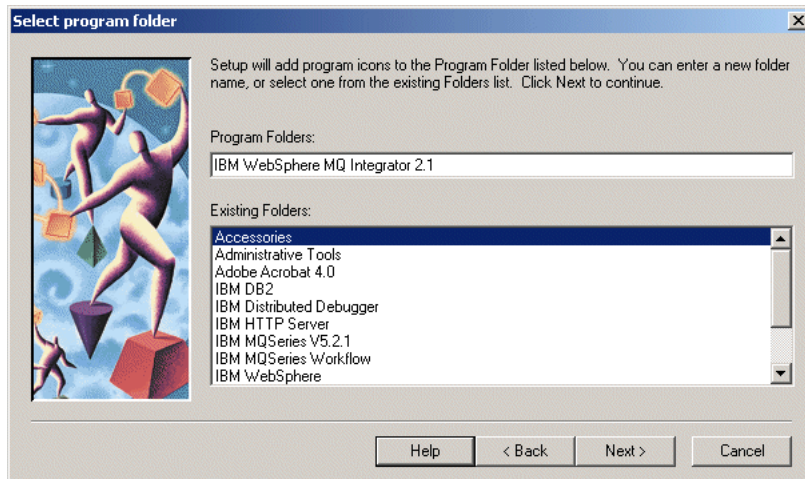 Select program folder
Setup will add program icons to the Program Folder listed below. You can enter a new folder
name, or select one from the existing Folders list. Click Next to continue.
Program Folders:
IBM WebSphere MQ Integrator 2.1
Existing Folders:
Accessories
Administrative Tools
Adobe Acrobat 4.0
IBM DB2
IBM Distributed Debugger
IBM HTTP Server
IBM MQSeries V5.2.1
IBM MQSeries Workflow
IBM WebSphere
Help
< Back
Next >
Cancel